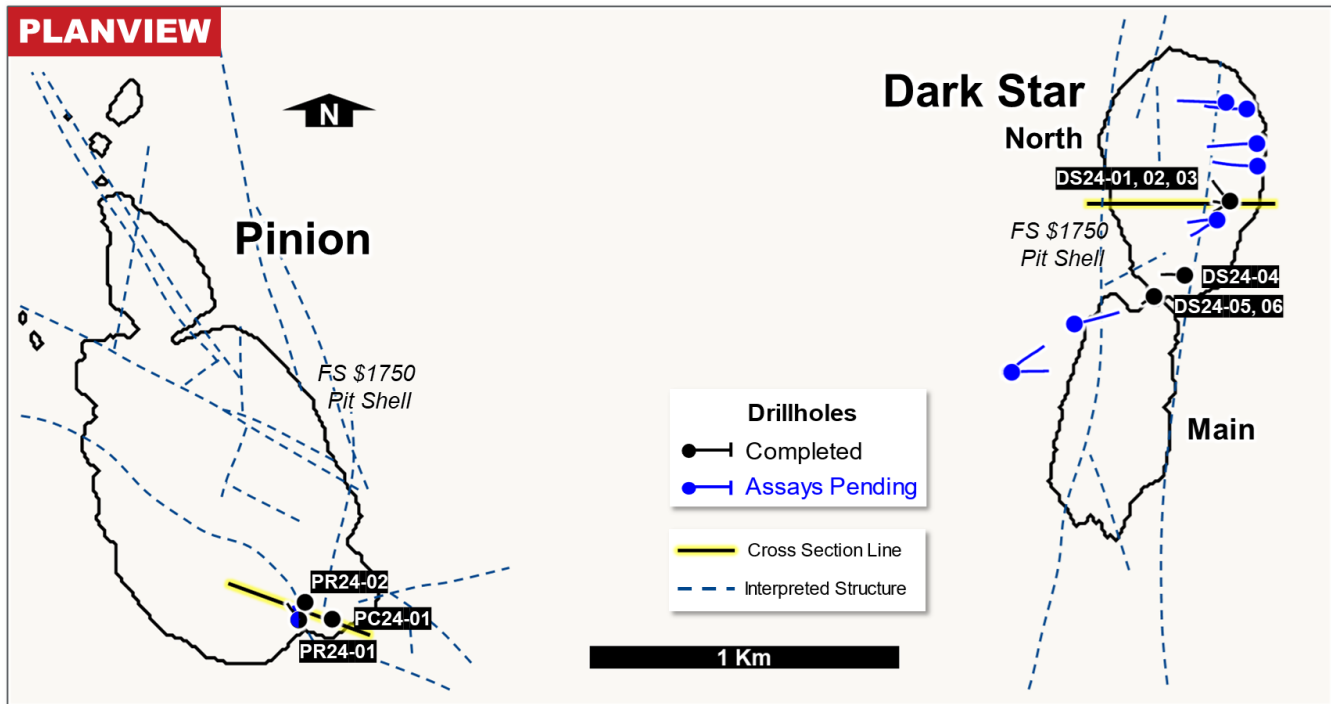 PLANVIEW
N
Pinion
FS $1750
Pit Shell
PR24-02
PC24-01
PR24-01
Dark Star
North
DS24-01, 02, 03
FS $1750
Pit Shell
DS24-04
DS24-05, 06
Main
Drillholes
Completed
Assays Pending
Cross Section Line
Interpreted Structure
1 Km